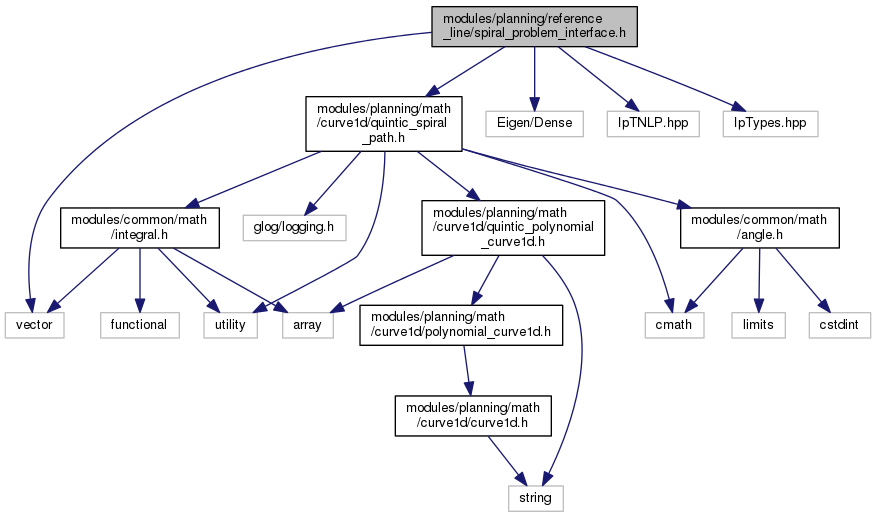 modules/planning/reference
_line/spiral_problem_interface.h
modules/planning/math
/curve1d/quintic_spiral
_path.h
Eigen/Dense
IpTNLP.hpp
IpTypes.hpp
modules/common/math
/integral.h
glog/logging.h
modules/planning/math
/curve1d/quintic_polynomial
_curve1d.h
modules/common/math
/angle.h
vector
functional
utility
array
modules/planning/math
/curve1d/polynomial_curve1d.h
cmath
limits
cstdint
modules/planning/math
/curve1d/curve1d.h
string